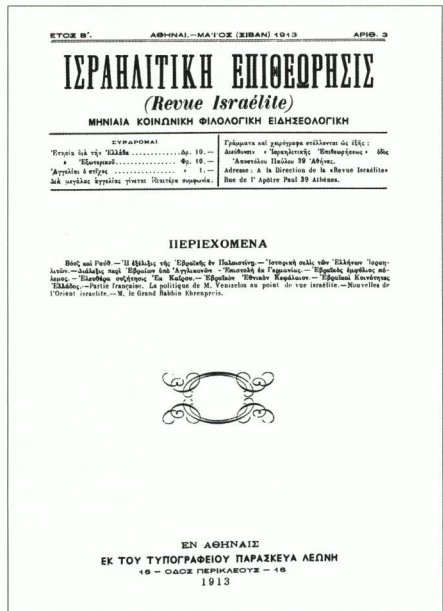 ΕΤΟΣ Β΄. ΑΘΗΝΑΙ.—ΜΑΪΟΣ (ΣΙΒΑΝ) 1913 ΑΡΙΘ. 3
ΙΣΡΑΗΛΙΤΙΚΗ ΕΠΙΘΕΩΡΗΣΙΣ
(Revue Israélite)
ΜΗΝΙΑΙΑ ΚΟΙΝΩΝΙΚΗ ΦΙΛΟΛΟΓΙΚΗ ΕΙΔΗΣΕΟΛΟΓΙΚΗ
ΣΥΝΔΡΟΜΑΙ
Ἐτησία διὰ τὴν Ἑλλάδα ............ Δρ. 10.—
» Ἐξωτερικοῦ ............ Φρ. 10.—
Ἀγγελίαι ὁ στίχος ............ » 1.—
Διὰ μεγάλας ἀγγελίας γίνεται ἰδιαιτέρα συμφωνία.
Γράμματα καὶ χειρόγραφα στέλλονται ὡς ἑξῆς :
Διεύθυνσιν «Ἰσραηλιτικῆς Ἐπιθεωρήσεως» ὁδὸς
Ἀποστόλου Παύλου 39 Ἀθήνας.
Adresse : A la Direction de la «Revue Israélite»
Rue de l' Apôtre Paul 39 Athènes.
ΠΕΡΙΕΧΟΜΕΝΑ
Βόοζ καὶ Ρούθ.—Ἡ ἐξέλιξις τῆς Ἑβραϊκῆς ἐν Παλαιστίνῃ.—Ἱστορικὴ σελὶς τῶν Ἑλλήνων Ἰσραη-
λιτῶν.—Διάλεξις περὶ Ἑβραίων ὑπὸ Ἀγγλικανῶν.—Ἐπιστολὴ ἐκ Γερμανίας.—Ἑβραϊκὸς ἐμφύλιος πό-
λεμος.—Ἐλευθέρα συζήτησις Ἐκ Καΐρου.—Ἑβραϊκὸν Ἐθνικὸν Κεφάλαιον.—Ἑβραϊκαὶ Κοινότητες
Ἑλλάδος.—Partie française. La politique de M. Venizelos au point de vue israélite.—Nouvelles de
l'Orient israélite.—M. le Grand Rabbin Ehrenpreis.
ΕΝ ΑΘΗΝΑΙΣ
ΕΚ ΤΟΥ ΤΥΠΟΓΡΑΦΕΙΟΥ ΠΑΡΑΣΚΕΥΑ ΛΕΩΝΗ
16 — ΟΔΟΣ ΠΕΡΙΚΛΕΟΥΣ — 16
1913